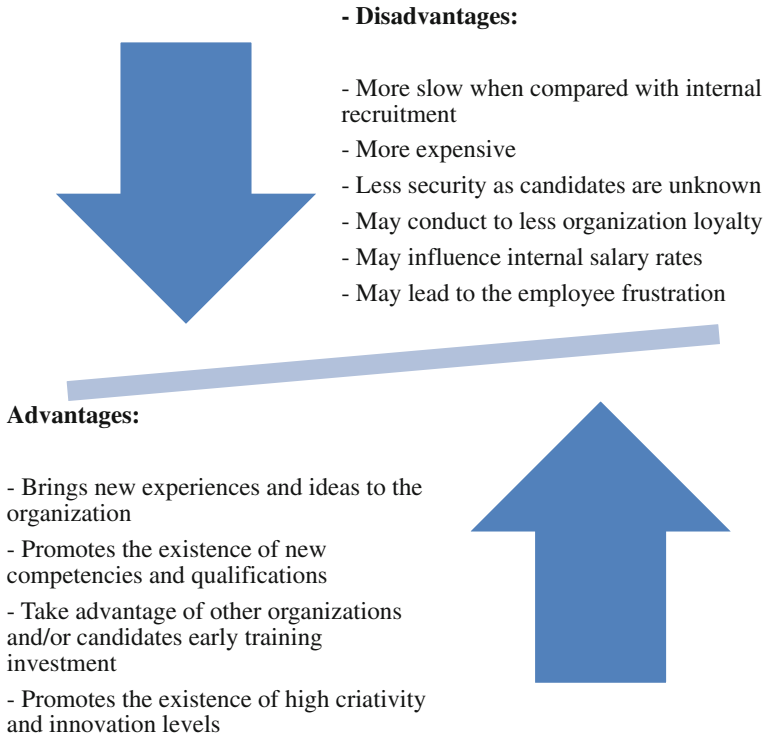 - Disadvantages:
- More slow when compared with internal
recruitment
- More expensive
- Less security as candidates are unknown
- May conduct to less organization loyalty
- May influence internal salary rates
- May lead to the employee frustration
Advantages:
- Brings new experiences and ideas to the
organization
- Promotes the existence of new
competencies and qualifications
- Take advantage of other organizations
and/or candidates early training
investment
- Promotes the existence of high criativity
and innovation levels